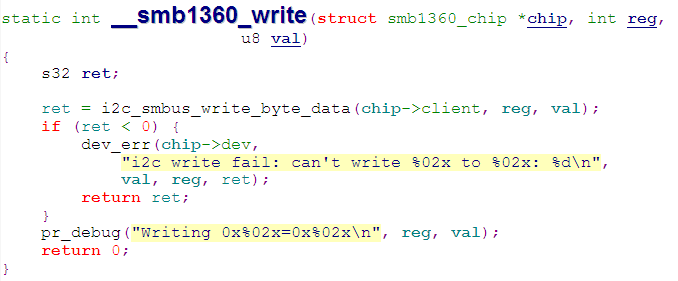 static int __smb1360_write(struct smb1360_chip *chip, int reg,
u8 val)
{
s32 ret;
ret = i2c_smbus_write_byte_data(chip->client, reg, val);
if (ret < 0) {
dev_err(chip->dev,
"i2c write fail: can't write %02x to %02x: %d\n",
val, reg, ret);
return ret;
}
pr_debug("Writing 0x%02x=0x%02x\n", reg, val);
return 0;
}